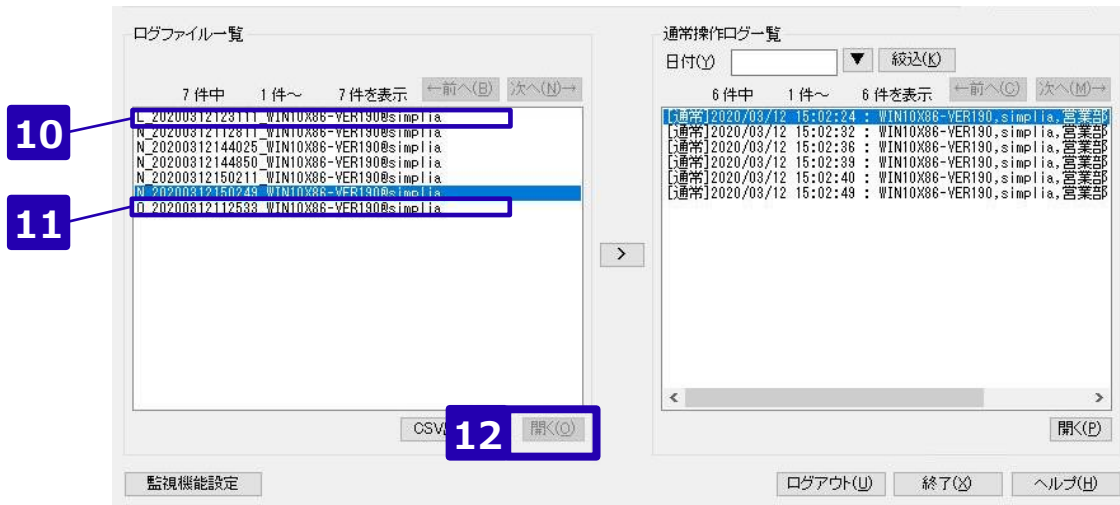 ログファイル一覧
7 件中 1 件~ 7 件を表示 ←前へ(B) 次へ(N)→
10
L_20200312123111_WIN10X86-VER190@simplia
N_20200312112811_WIN10X86-VER190@simplia
N_20200312144025_WIN10X86-VER190@simplia
N_20200312144850_WIN10X86-VER190@simplia
N_20200312150211_WIN10X86-VER190@simplia
N_20200312150249_WIN10X86-VER190@simplia
11
O_20200312112533_WIN10X86-VER190@simplia
CSV
12
開く(O)
>
通常操作ログ一覧
日付(Y) ▼ 絞込(K)
6 件中 1 件~ 6 件を表示 ←前へ(C) 次へ(M)→
[通常]2020/03/12 15:02:24 : WIN10X86-VER190,simplia,営業部
[通常]2020/03/12 15:02:32 : WIN10X86-VER190,simplia,営業部
[通常]2020/03/12 15:02:36 : WIN10X86-VER190,simplia,営業部
[通常]2020/03/12 15:02:39 : WIN10X86-VER190,simplia,営業部
[通常]2020/03/12 15:02:40 : WIN10X86-VER190,simplia,営業部
[通常]2020/03/12 15:02:49 : WIN10X86-VER190,simplia,営業部
開く(P)
監視機能設定 ログアウト(U) 終了(X) ヘルプ(H)